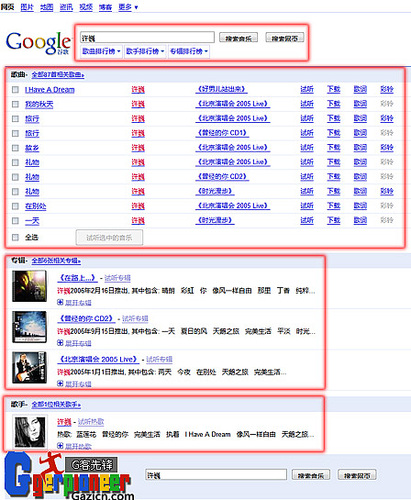 网页 图片 地图 资讯 视频 博客 更多 ▼
Google 谷歌
许巍 搜索音乐 搜索网页
歌曲排行榜 歌手排行榜 专辑排行榜
歌曲 - 全部87首相关歌曲»
I Have A Dream 许巍 《好男儿站出来》 试听 下载 歌词 彩铃
我的秋天 许巍 《北京演唱会 2005 Live》 试听 下载 歌词 彩铃
旅行 许巍 《北京演唱会 2005 Live》 试听 下载 歌词 彩铃
旅行 许巍 《曾经的你 CD1》 试听 下载 歌词 彩铃
故乡 许巍 《北京演唱会 2005 Live》 试听 下载 歌词 彩铃
礼物 许巍 《北京演唱会 2005 Live》 试听 下载 歌词 彩铃
礼物 许巍 《曾经的你 CD2》 试听 下载 歌词 彩铃
礼物 许巍 《时光漫步》 试听 下载 歌词 彩铃
在别处 许巍 《北京演唱会 2005 Live》 试听 下载 歌词 彩铃
一天 许巍 《时光漫步》 试听 下载 歌词 彩铃
全选 试听选中的音乐
专辑 - 全部6张相关专辑»
《在路上...》 - 试听专辑
许巍2006年2月16日推出, 其中包含: 晴朗 彩虹 你 像风一样自由 那里 丁香 纯粹...
展开专辑
《曾经的你 CD2》 - 试听专辑
许巍2006年9月15日推出, 其中包含: 一天 夏日的风 天鹅之旅 完美生活 平淡 时光...
展开专辑
《北京演唱会 2005 Live》 - 试听专辑
许巍2005年1月1日推出, 其中包含: 两天 今夜 在别处 天鹅之旅 完美生活...
展开专辑
歌手 - 全部1位相关歌手»
许巍 - 试听热歌
热歌: 蓝莲花 曾经的你 完美生活 执着 I Have A Dream 像风一样自由 天鹅之旅...
展开热歌
G客先锋
Gperpioneer
Gazicn.com
许巍 搜索音乐 搜索网页